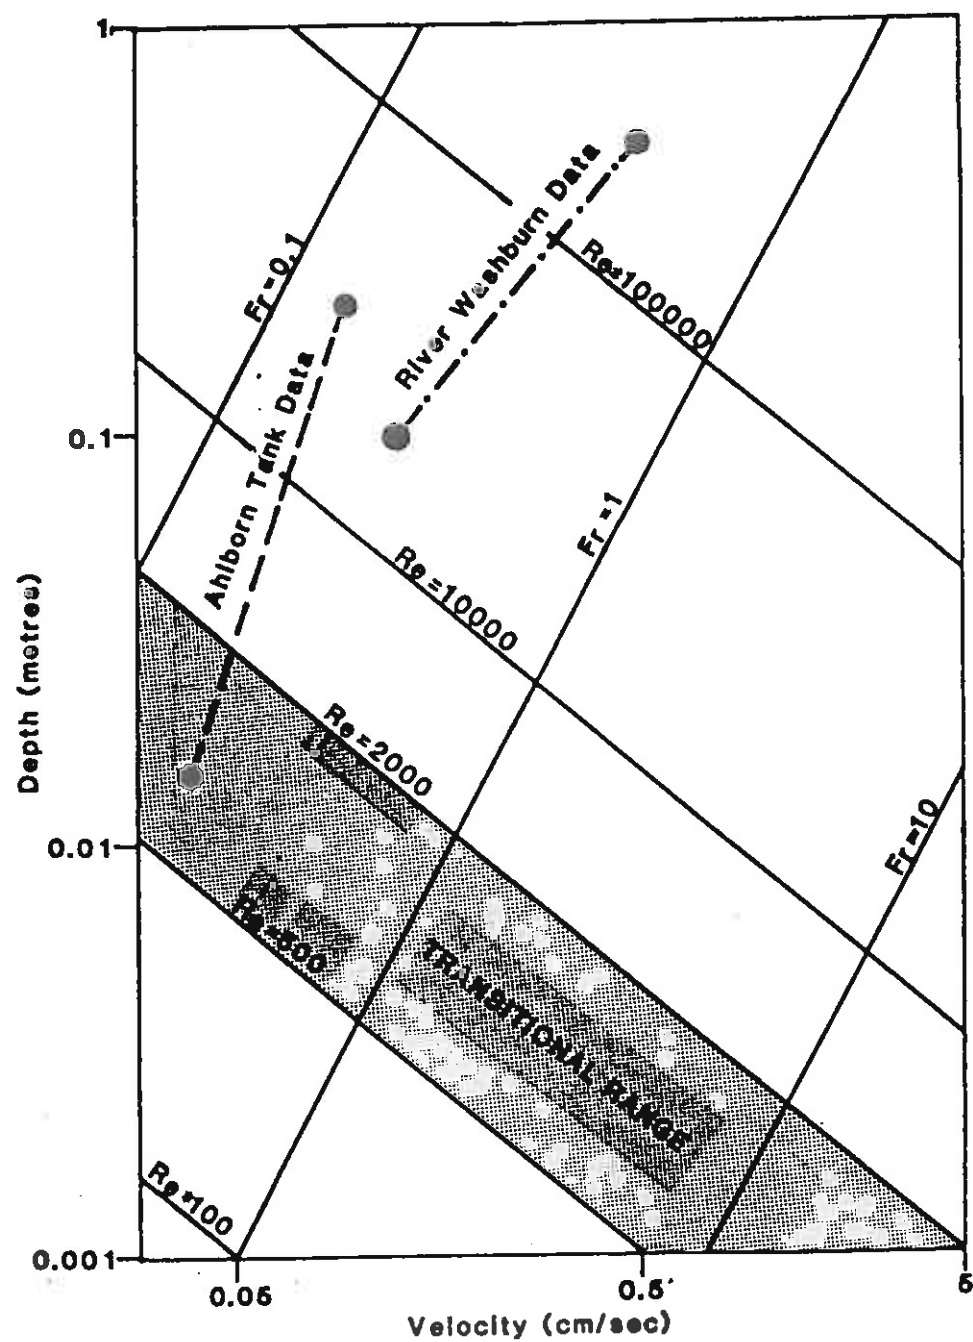 1
0.1
0.01
0.001
Depth (metres)
0.05
0.5
5
Velocity (cm/sec)
Fr=0.1
River Washburn Data
Re=100000
Ahlborn Tank Data
Fr=1
Re=10000
Re=2000
Fr=10
Re=500
TRANSITIONAL RANGE
Re=100